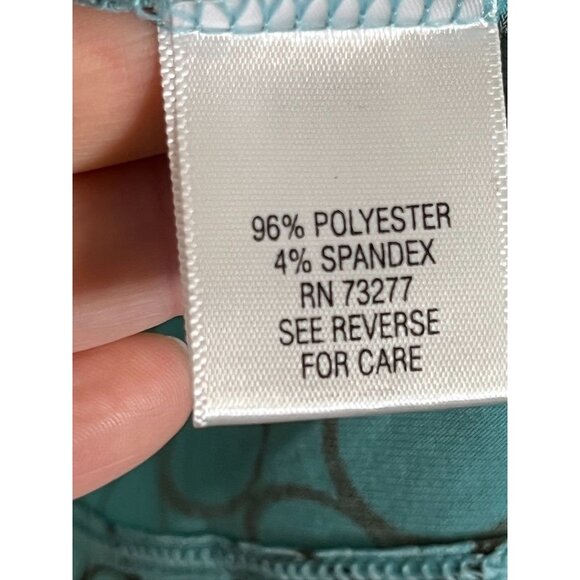 96% POLYESTER
4% SPANDEX
RN 73277
SEE REVERSE
FOR CARE